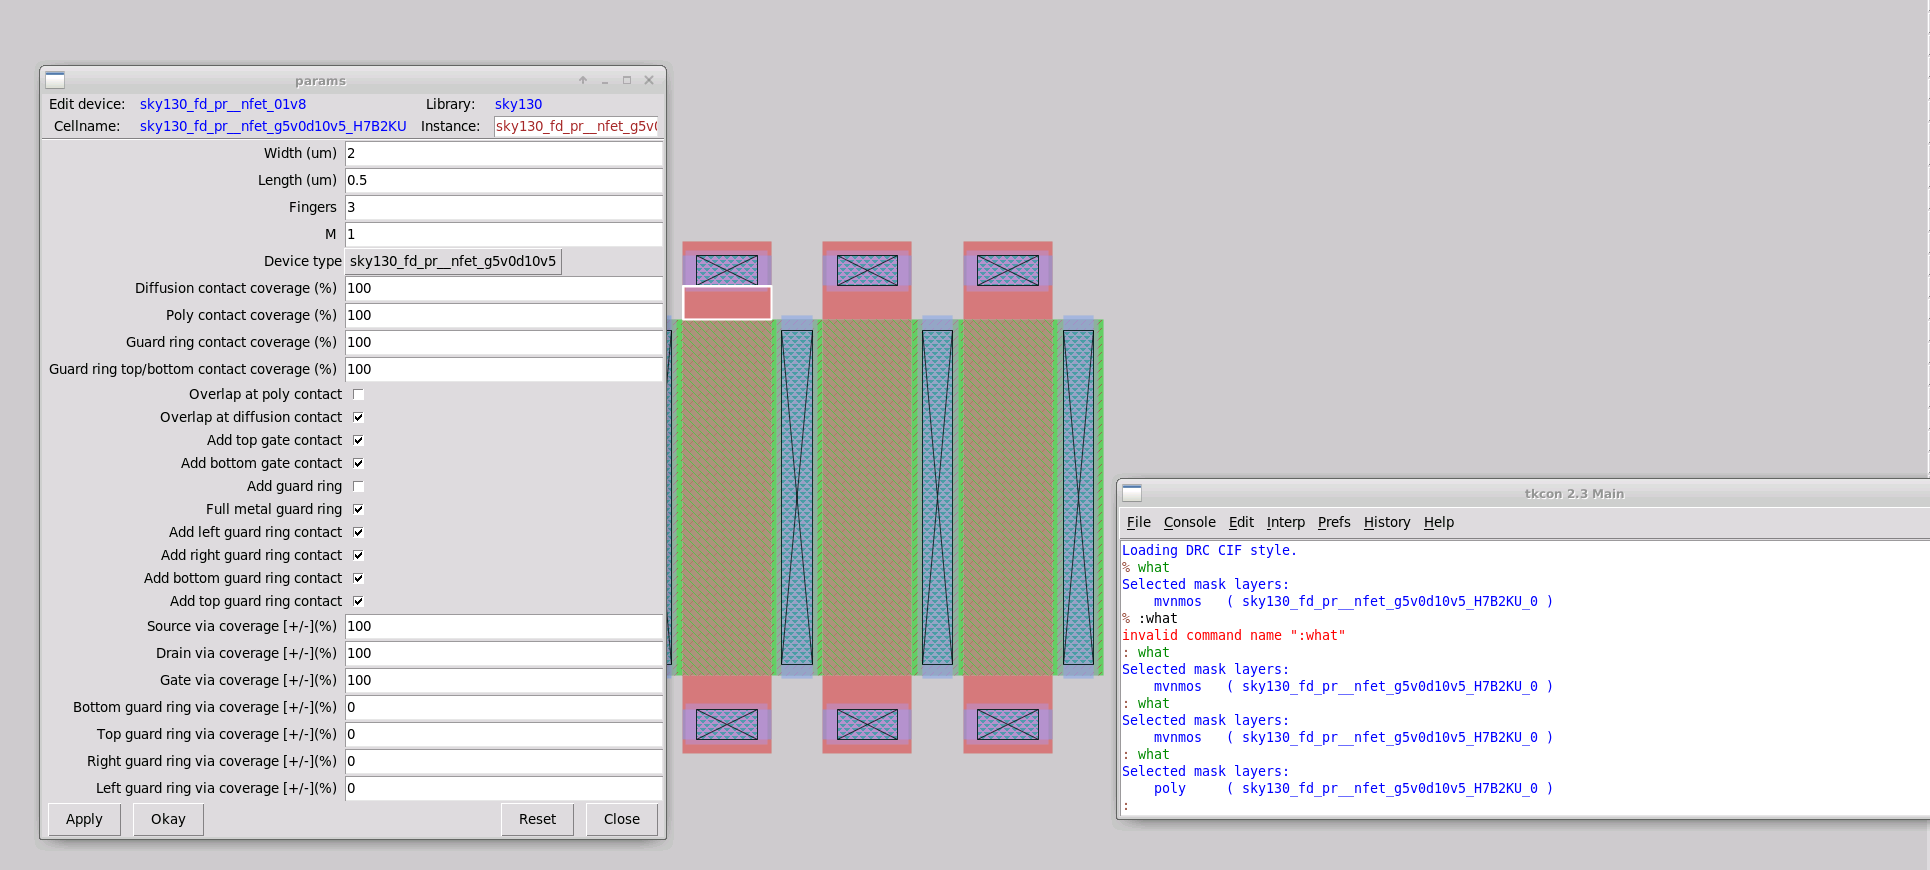 params
Edit device: sky130_fd_pr__nfet_01v8 Library: sky130
Cellname: sky130_fd_pr__nfet_g5v0d10v5_H7B2KU Instance: sky130_fd_pr__nfet_g5v0
Width (um) 2
Length (um) 0.5
Fingers 3
M 1
Device type sky130_fd_pr__nfet_g5v0d10v5
Diffusion contact coverage (%) 100
Poly contact coverage (%) 100
Guard ring contact coverage (%) 100
Guard ring top/bottom contact coverage (%) 100
Overlap at poly contact
Overlap at diffusion contact
Add top gate contact
Add bottom gate contact
Add guard ring
Full metal guard ring
Add left guard ring contact
Add right guard ring contact
Add bottom guard ring contact
Add top guard ring contact
Source via coverage [+/-](%) 100
Drain via coverage [+/-](%) 100
Gate via coverage [+/-](%) 100
Bottom guard ring via coverage [+/-](%) 0
Top guard ring via coverage [+/-](%) 0
Right guard ring via coverage [+/-](%) 0
Left guard ring via coverage [+/-](%) 0
Apply Okay Reset Close
tkcon 2.3 Main
File Console Edit Interp Prefs History Help
Loading DRC CIF style.
% what
Selected mask layers:
mvnmos ( sky130_fd_pr__nfet_g5v0d10v5_H7B2KU_0 )
% :what
invalid command name ":what"
: what
Selected mask layers:
mvnmos ( sky130_fd_pr__nfet_g5v0d10v5_H7B2KU_0 )
: what
Selected mask layers:
mvnmos ( sky130_fd_pr__nfet_g5v0d10v5_H7B2KU_0 )
: what
Selected mask layers:
poly ( sky130_fd_pr__nfet_g5v0d10v5_H7B2KU_0 )
: